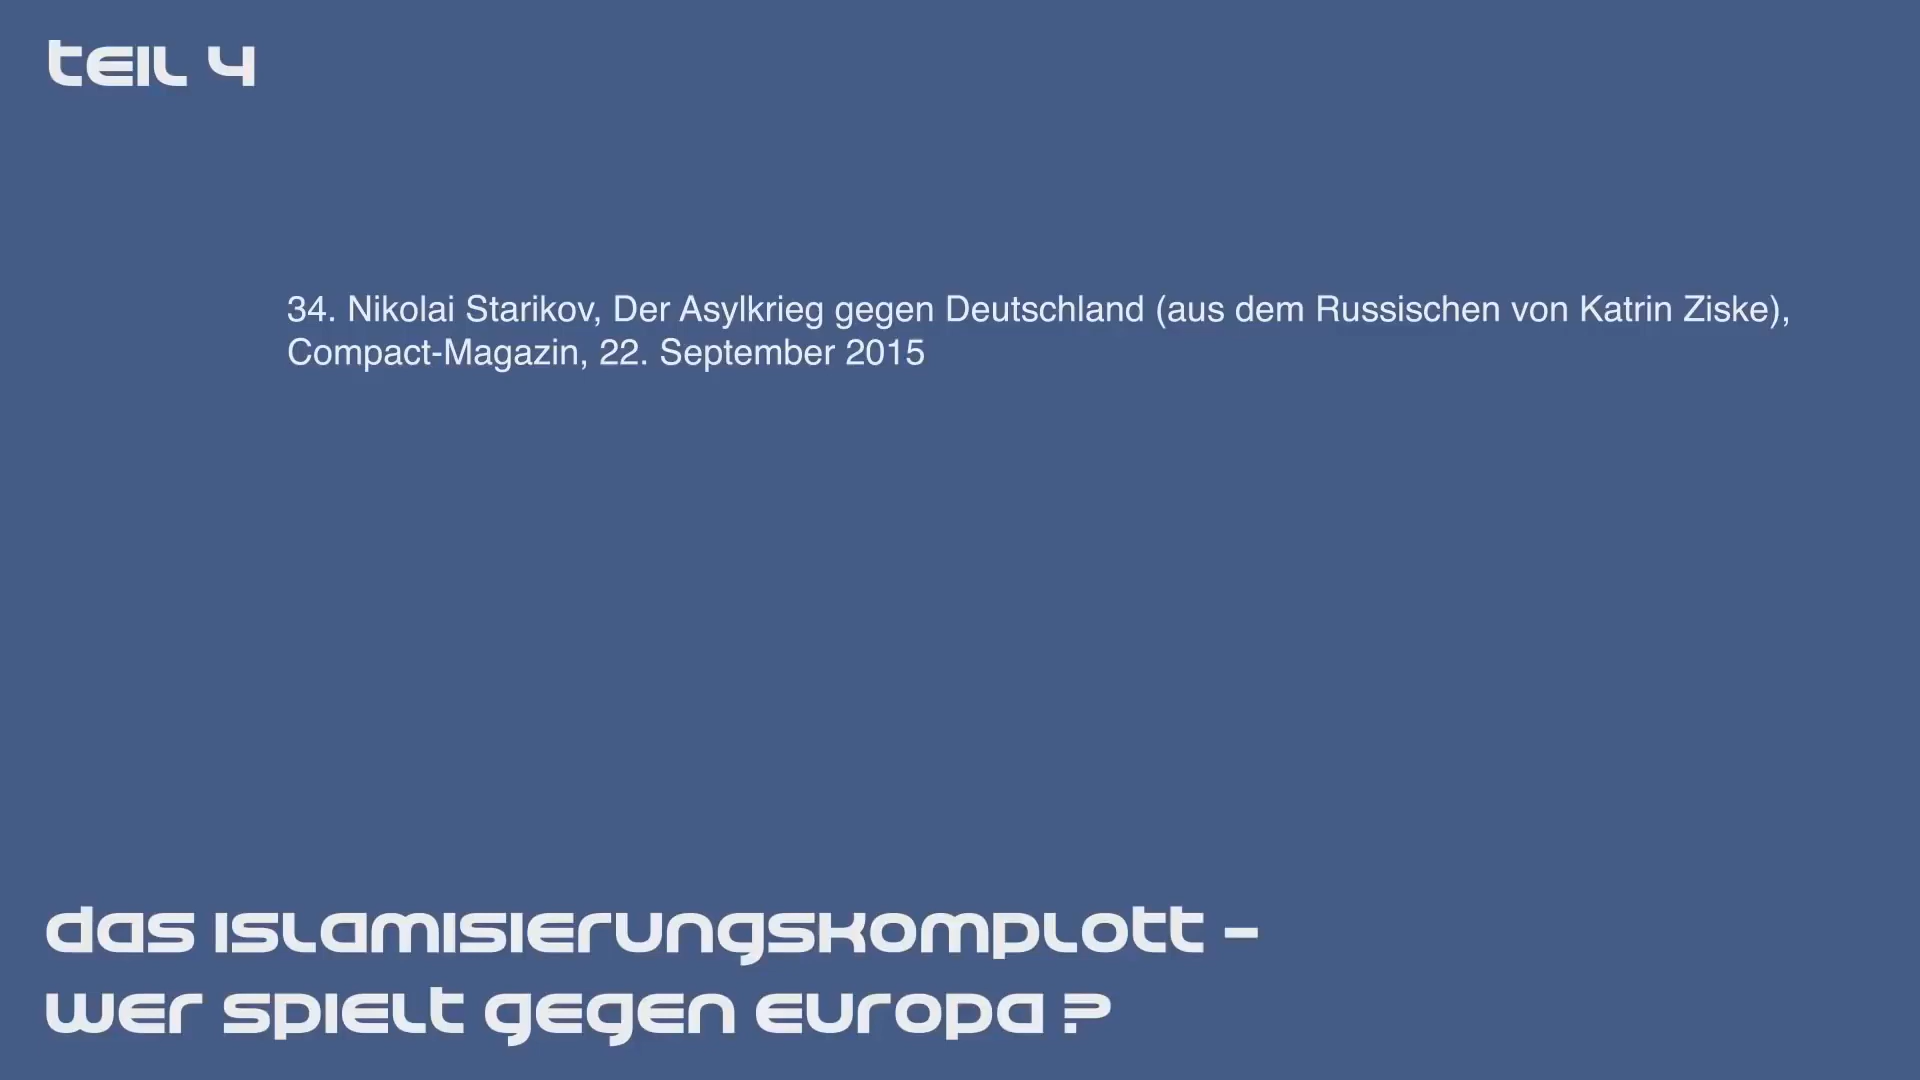 Teil 4
34. Nikolai Starikov, Der Asylkrieg gegen Deutschland (aus dem Russischen von Katrin Ziske),
Compact-Magazin, 22. September 2015
das Islamisierungskomplott –
wer spielt gegen Europa ?